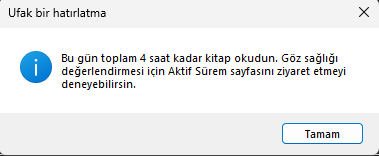 Ufak bir hatırlatma
Bu gün toplam 4 saat kadar kitap okudun. Göz sağlığı
değerlendirmesi için Aktif Sürem sayfasını ziyaret etmeyi
deneyebilirsin.
Tamam